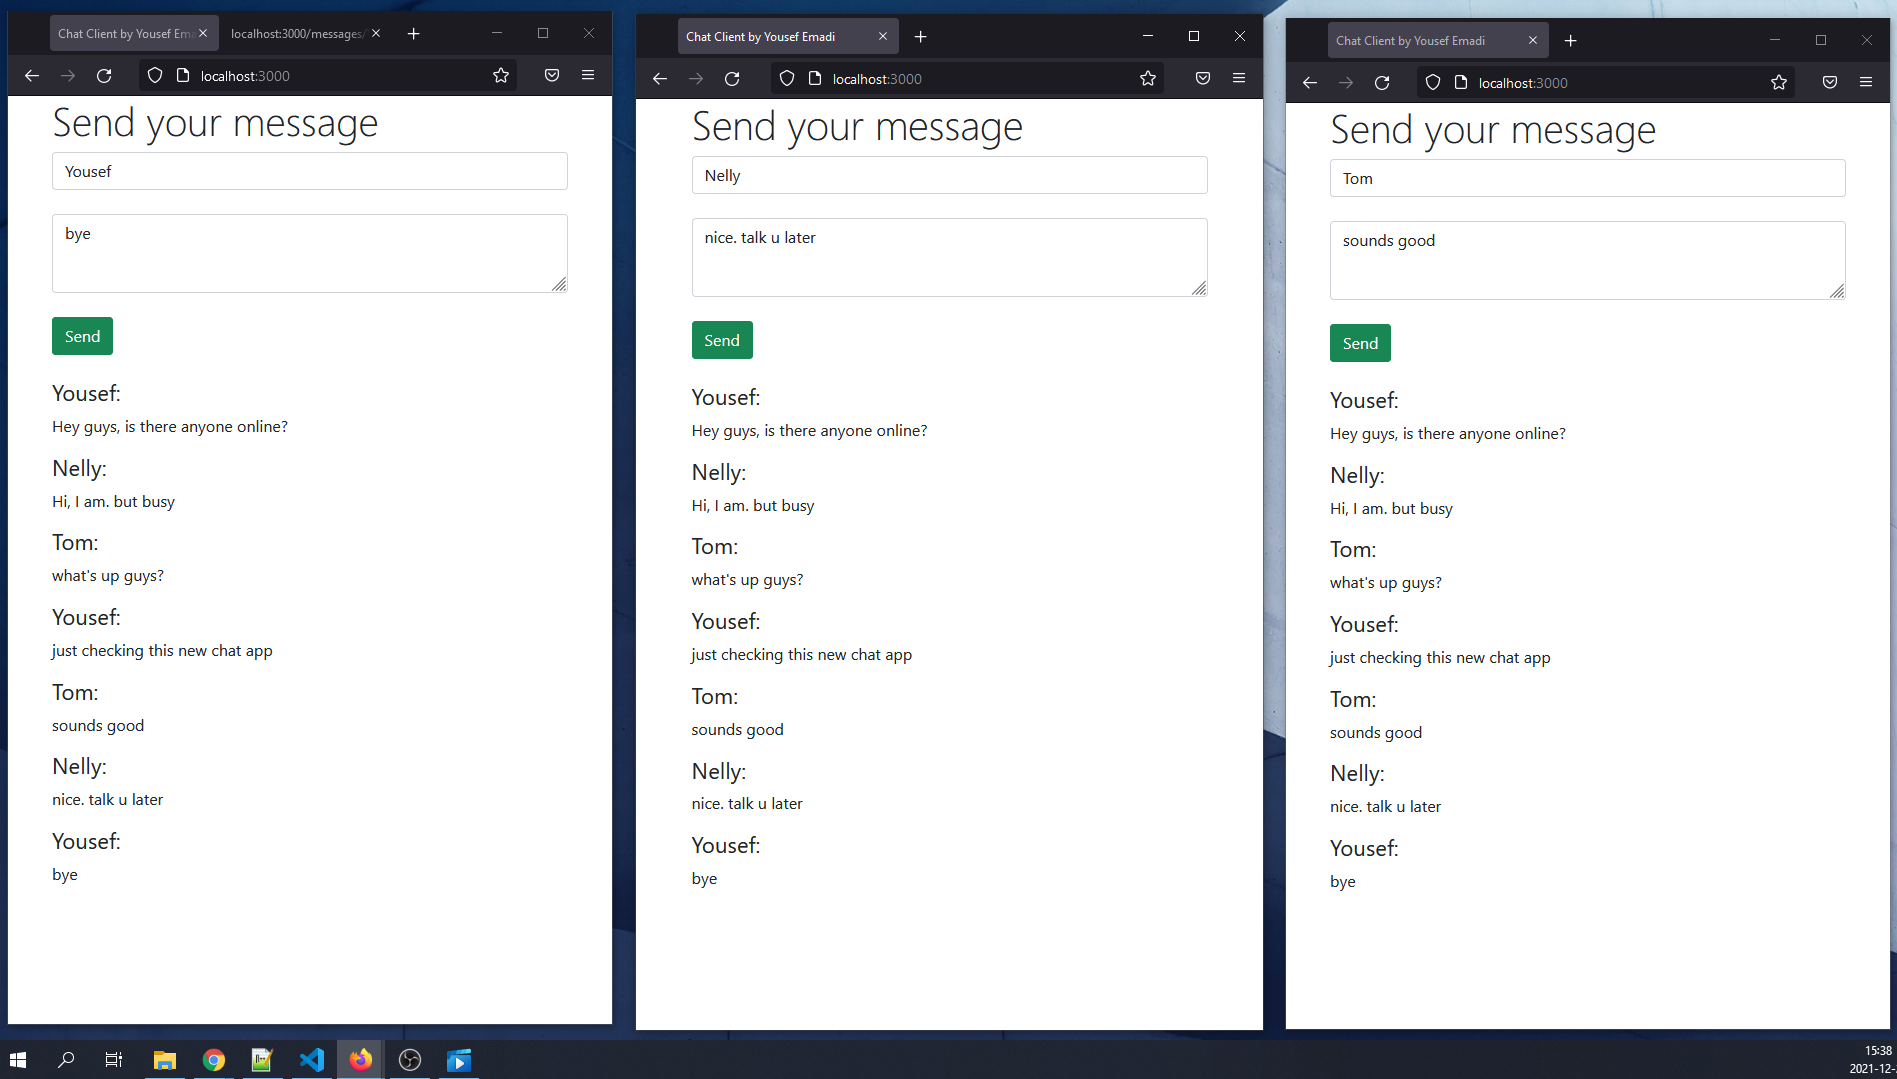 Chat Client by Yousef Ema
localhost:3000/messages/
localhost:3000
Send your message
Yousef
bye
Send
Yousef:
Hey guys, is there anyone online?
Nelly:
Hi, I am. but busy
Tom:
what's up guys?
Yousef:
just checking this new chat app
Tom:
sounds good
Nelly:
nice. talk u later
Yousef:
bye
Chat Client by Yousef Emadi
localhost:3000
Send your message
Nelly
nice. talk u later
Send
Yousef:
Hey guys, is there anyone online?
Nelly:
Hi, I am. but busy
Tom:
what's up guys?
Yousef:
just checking this new chat app
Tom:
sounds good
Nelly:
nice. talk u later
Yousef:
bye
Chat Client by Yousef Emadi
localhost:3000
Send your message
Tom
sounds good
Send
Yousef:
Hey guys, is there anyone online?
Nelly:
Hi, I am. but busy
Tom:
what's up guys?
Yousef:
just checking this new chat app
Tom:
sounds good
Nelly:
nice. talk u later
Yousef:
bye
15:38
2021-12-